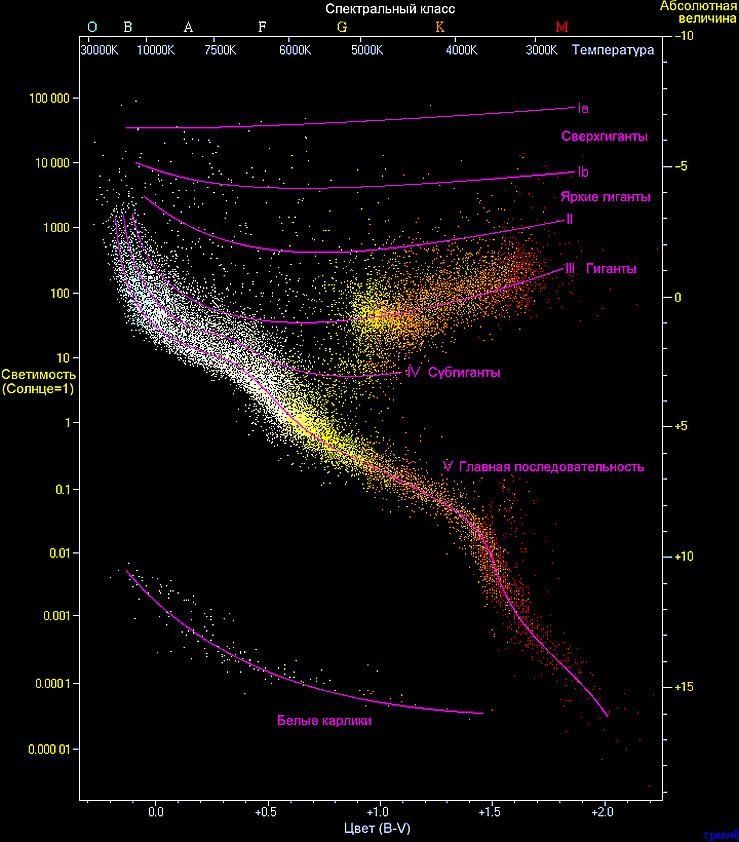 Спектральный класс
Абсолютная
величина
O B A F G K M
30000K 10000K 7500K 6000K 5000K 4000K 3000K Температура
−10
100 000
Ia
Сверхгиганты
10 000
−5
Ib
Яркие гиганты
1000
II
III Гиганты
100
0
10
Светимость
(Солнце=1)
IV Субгиганты
1
+5
V Главная последовательность
0.1
0.01
+10
0.001
0.0001
+15
Белые карлики
0.000 01
0.0 +0.5 +1.0 +1.5 +2.0
Цвет (B-V)
r·powell